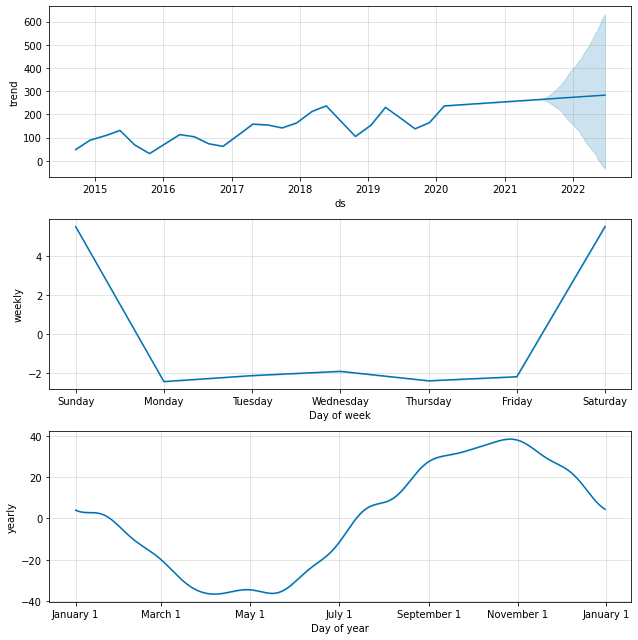 600
500
400
300
200
100
0
trend
2015 2016 2017 2018 2019 2020 2021 2022
ds
4
2
0
−2
weekly
Sunday Monday Tuesday Wednesday Thursday Friday Saturday
Day of week
40
20
0
−20
−40
yearly
January 1 March 1 May 1 July 1 September 1 November 1 January 1
Day of year